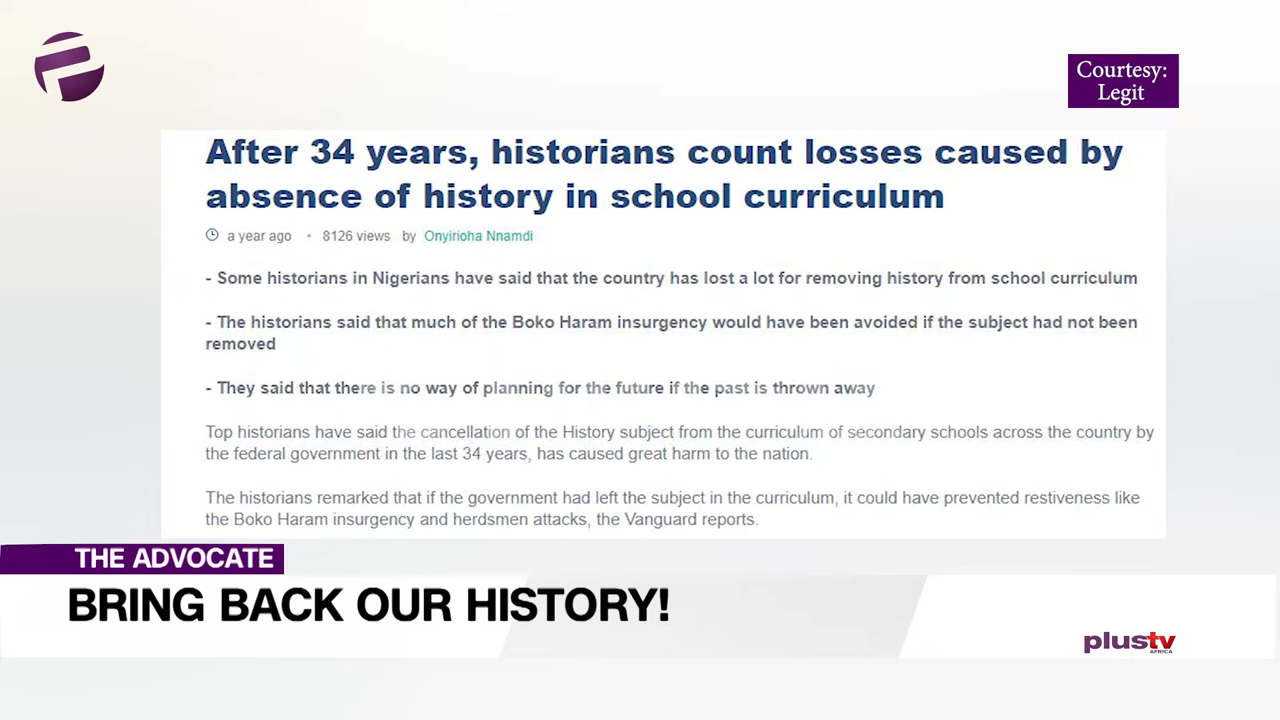 Courtesy:
Legit
After 34 years, historians count losses caused by
absence of history in school curriculum
a year ago • 8126 views by Onyirioha Nnamdi
- Some historians in Nigerians have said that the country has lost a lot for removing history from school curriculum
- The historians said that much of the Boko Haram insurgency would have been avoided if the subject had not been
removed
- They said that there is no way of planning for the future if the past is thrown away
Top historians have said the cancellation of the History subject from the curriculum of secondary schools across the country by
the federal government in the last 34 years, has caused great harm to the nation.
The historians remarked that if the government had left the subject in the curriculum, it could have prevented restiveness like
the Boko Haram insurgency and herdsmen attacks, the Vanguard reports.
THE ADVOCATE
BRING BACK OUR HISTORY!
plustv
AFRICA